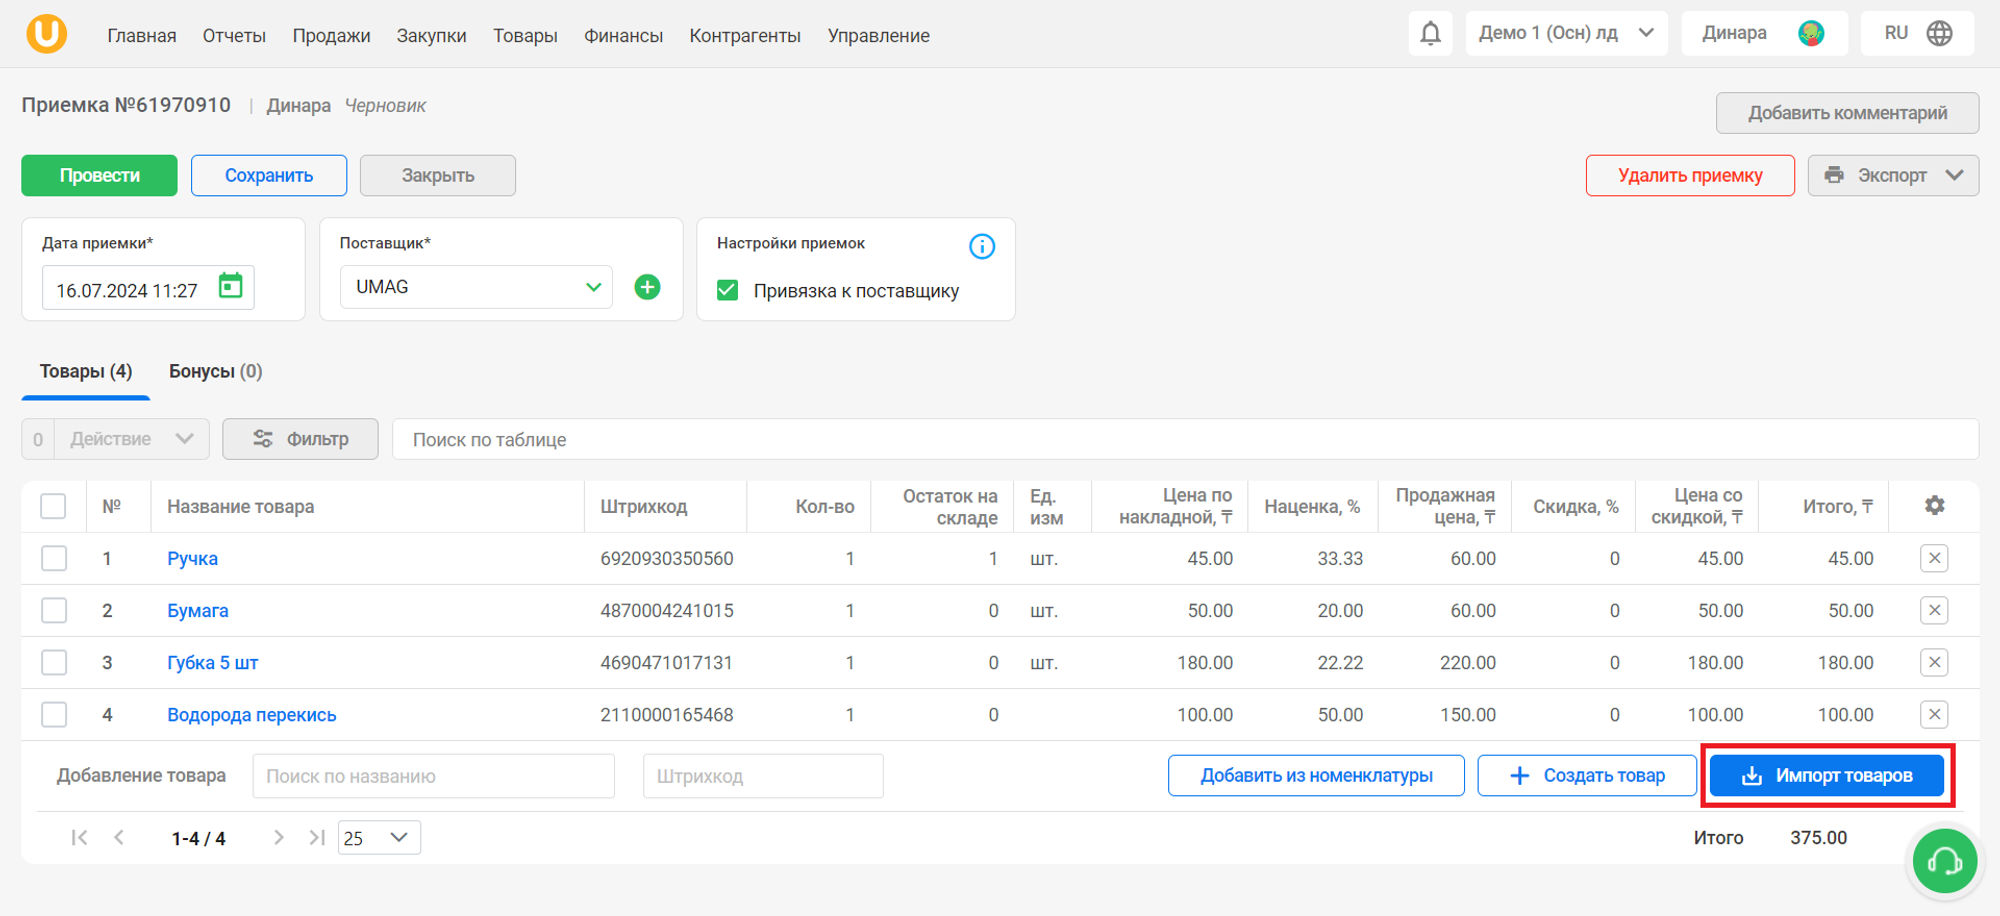 Главная Отчеты Продажи Закупки Товары Финансы Контрагенты Управление Демо 1 (Осн) лд Динара RU
Приемка №61970910 | Динара Черновик
Добавить комментарий
Провести Сохранить Закрыть Удалить приемку Экспорт
Дата приемки* Поставщик* Настройки приемок
16.07.2024 11:27 UMAG Привязка к поставщику
Товары (4) Бонусы (0)
0 Действие Фильтр Поиск по таблице
№ Название товара Штрихкод Кол-во Остаток на складе Ед. изм Цена по накладной, ₸ Наценка, % Продажная цена, ₸ Скидка, % Цена со скидкой, ₸ Итого, ₸
1 Ручка 6920930350560 1 1 шт. 45.00 33.33 60.00 0 45.00 45.00
2 Бумага 4870004241015 1 0 шт. 50.00 20.00 60.00 0 50.00 50.00
3 Губка 5 шт 4690471017131 1 0 шт. 180.00 22.22 220.00 0 180.00 180.00
4 Водорода перекись 2110000165468 1 0 100.00 50.00 150.00 0 100.00 100.00
Добавление товара Поиск по названию Штрихкод Добавить из номенклатуры + Создать товар Импорт товаров
1-4 / 4 25 Итого 375.00